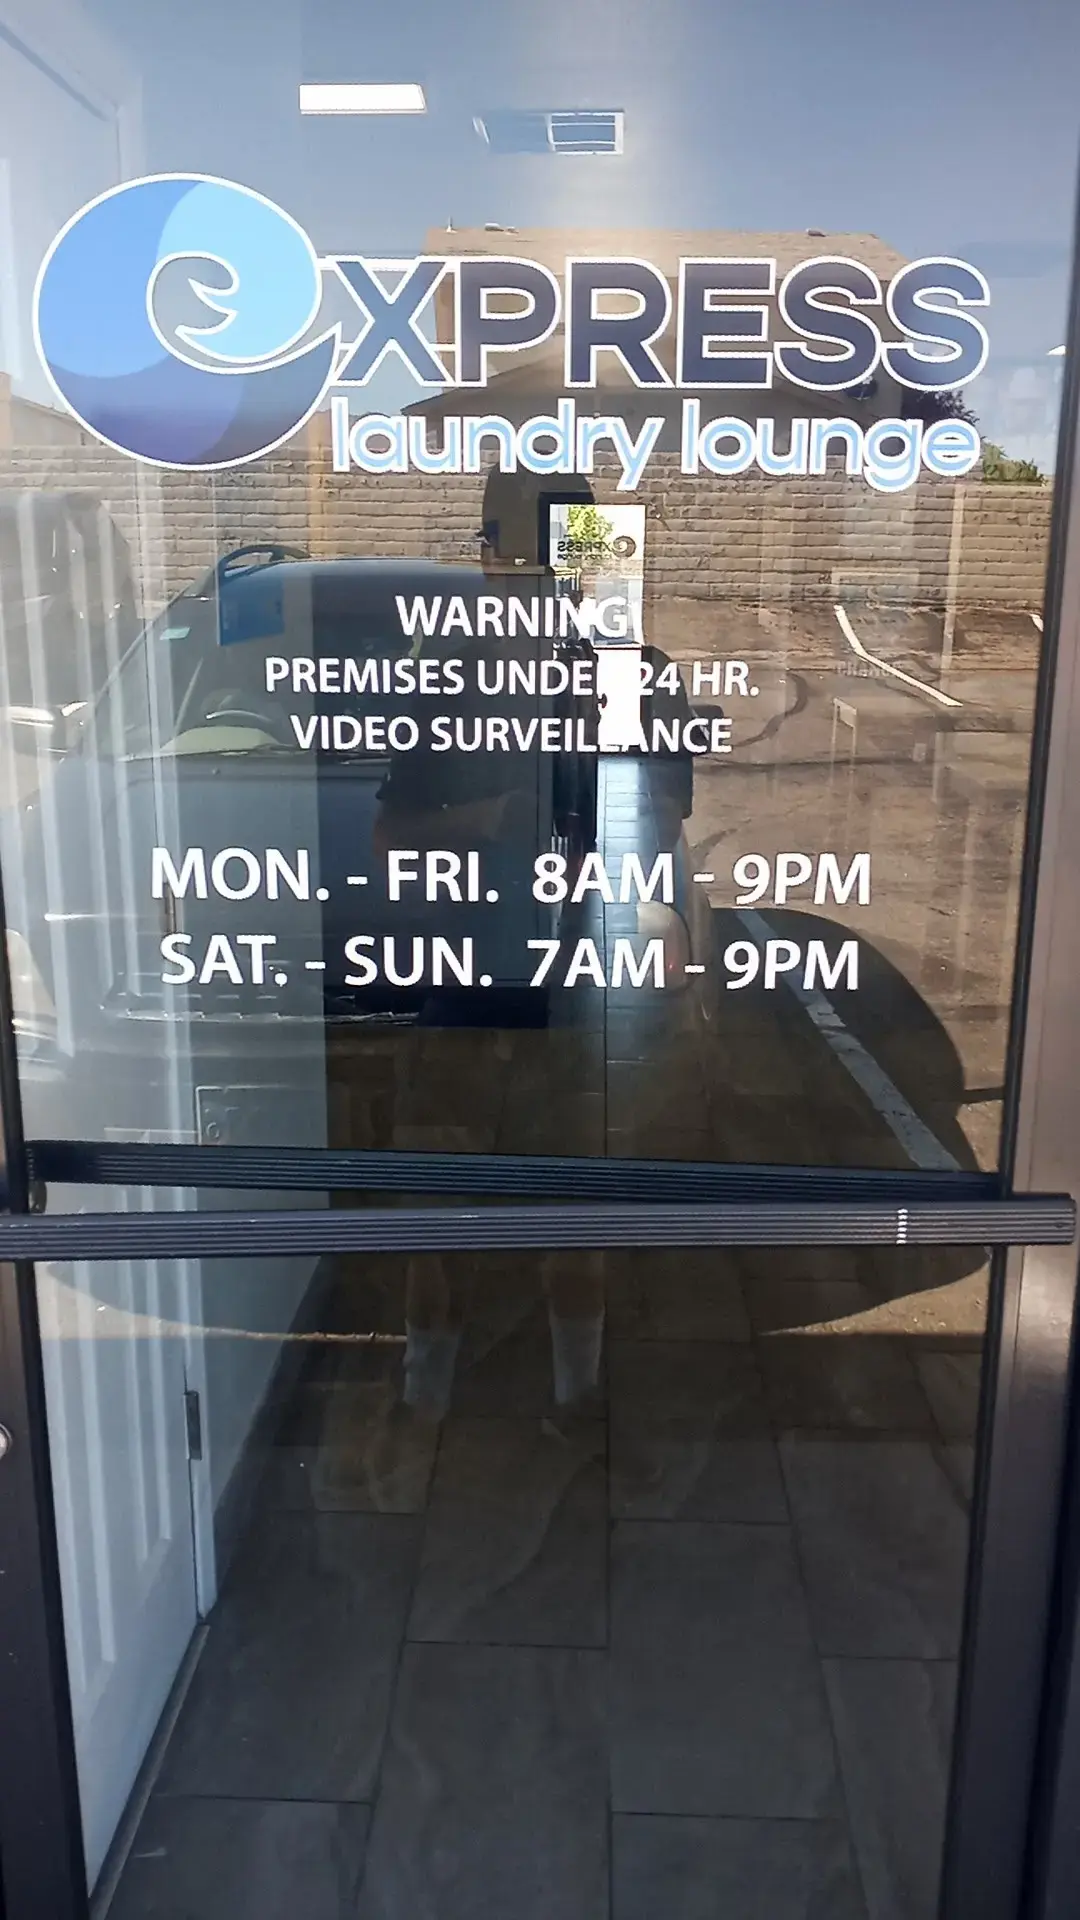 eXPRESS
laundry lounge
WARNING
PREMISES UNDER 24 HR.
VIDEO SURVEILLANCE
MON. - FRI. 8AM - 9PM
SAT. - SUN. 7AM - 9PM